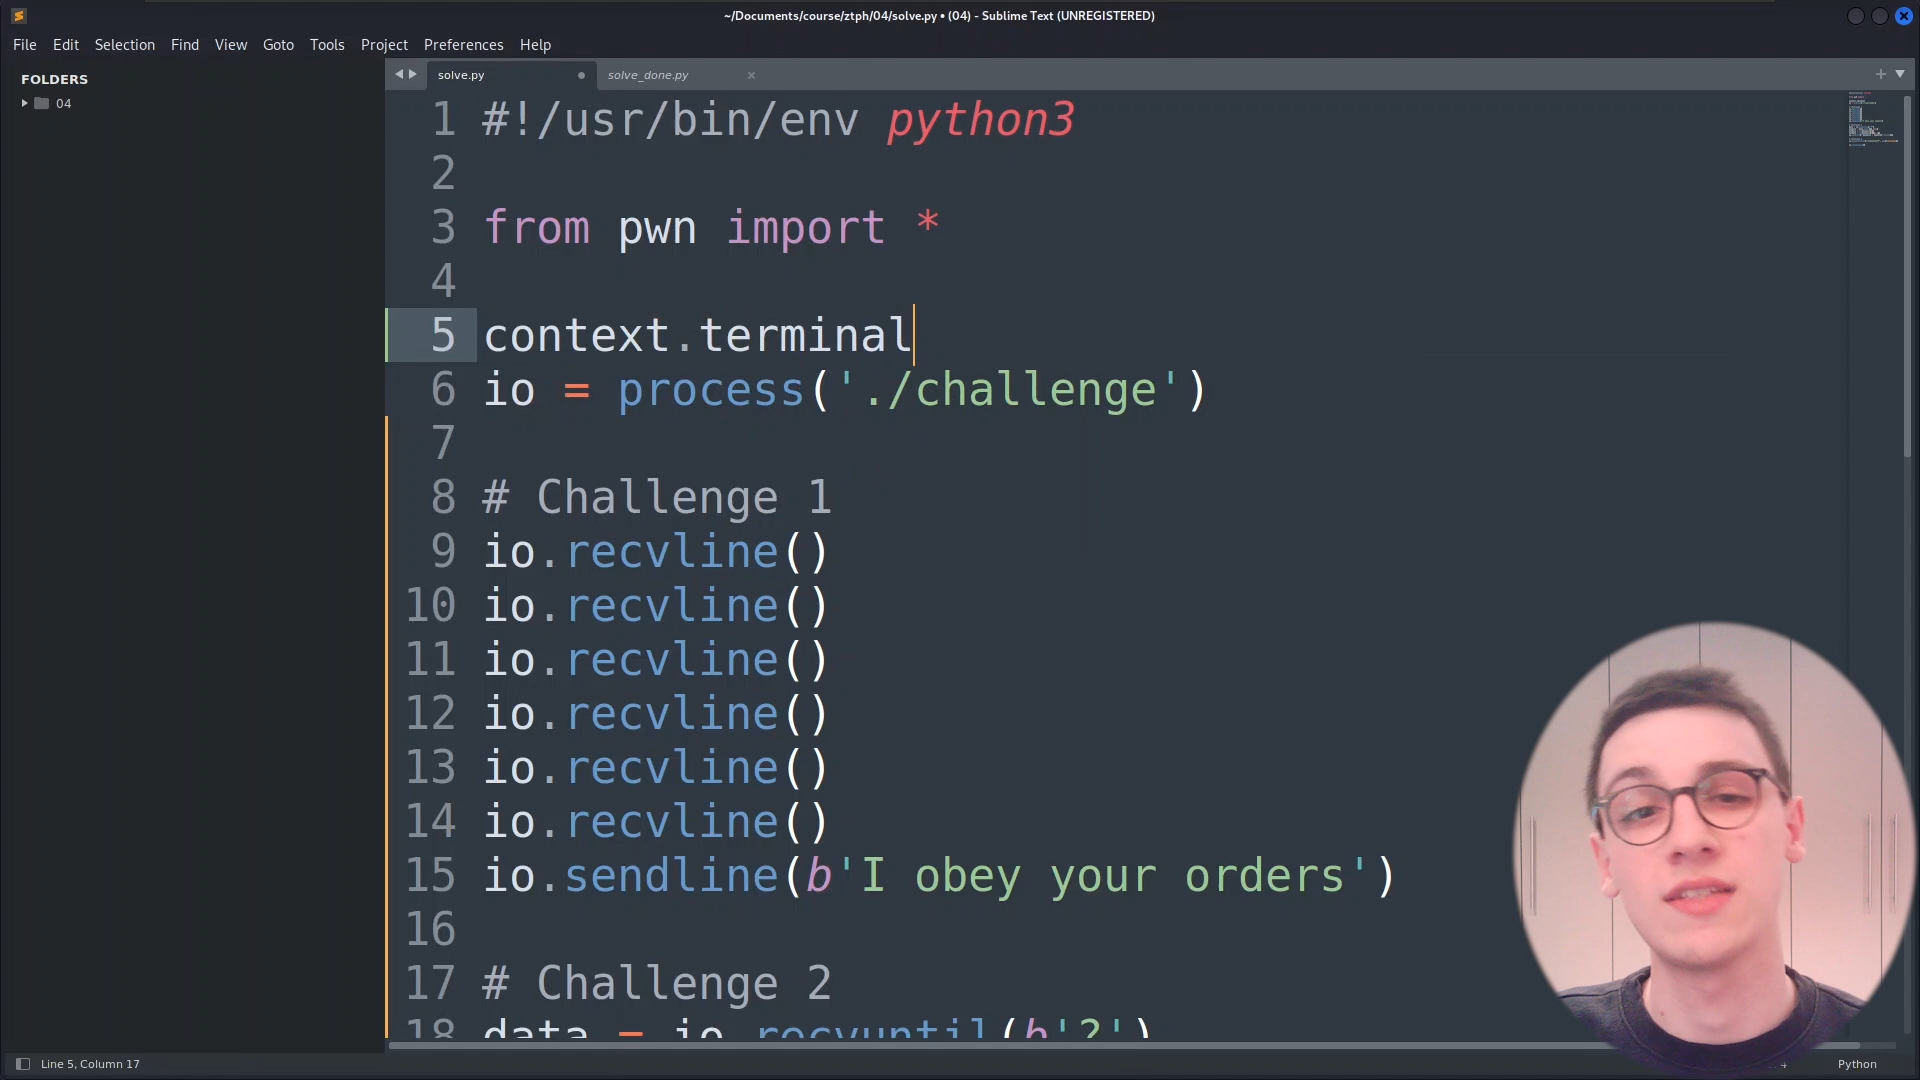 ~/Documents/course/ztph/04/solve.py • (04) - Sublime Text (UNREGISTERED)
File Edit Selection Find View Goto Tools Project Preferences Help
FOLDERS
04
solve.py
solve_done.py
1 #!/usr/bin/env python3
2
3 from pwn import *
4
5 context.terminal
6 io = process('./challenge')
7
8 # Challenge 1
9 io.recvline()
10 io.recvline()
11 io.recvline()
12 io.recvline()
13 io.recvline()
14 io.recvline()
15 io.sendline(b'I obey your orders')
16
17 # Challenge 2
18 data = io.recvuntil(b'?')
Line 5, Column 17
Python